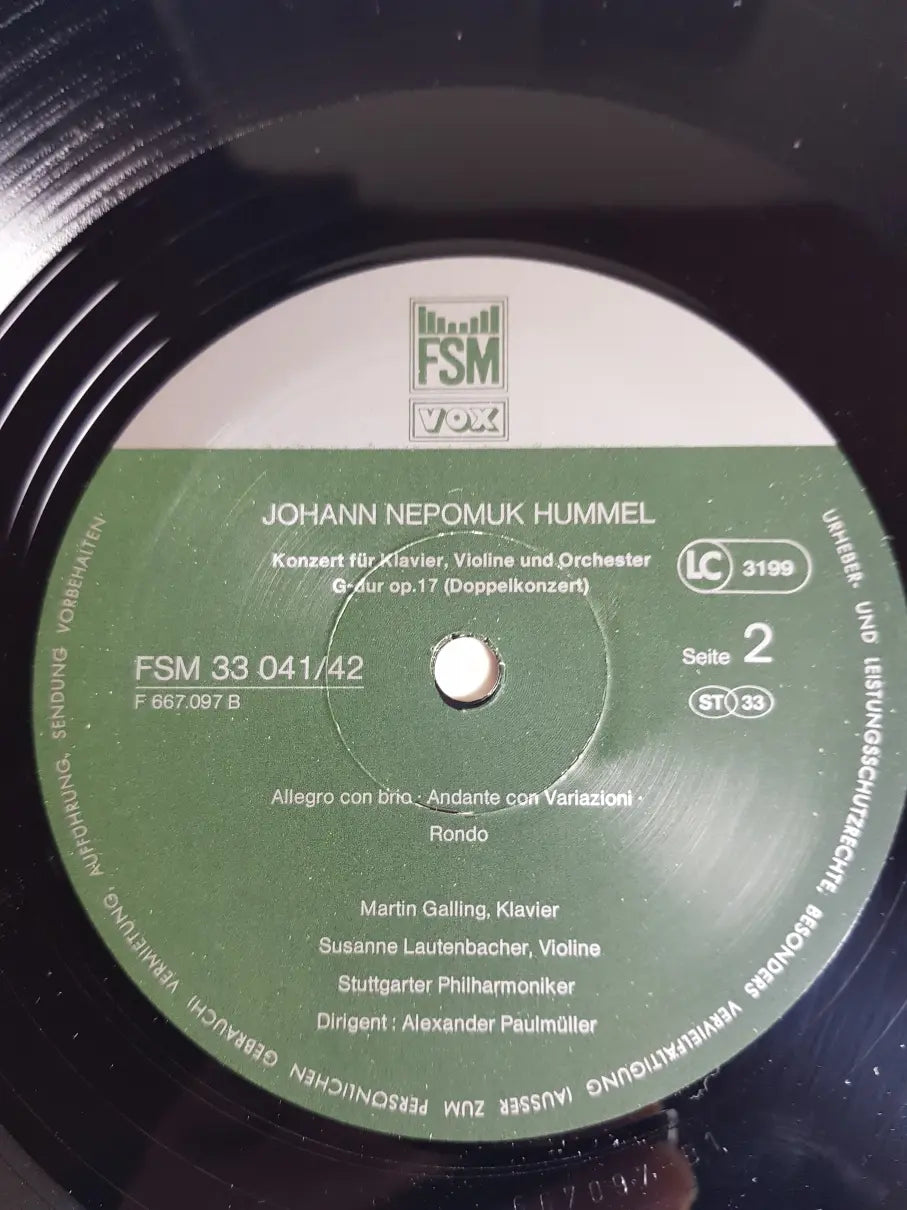 FSM
VOX
JOHANN NEPOMUK HUMMEL
Konzert für Klavier, Violine und Orchester
G-dur op.17 (Doppelkonzert)
LC 3199
FSM 33 041/42
F 667.097 B
Seite 2
ST 33
Allegro con brio · Andante con Variazioni ·
Rondo
Martin Galling, Klavier
Susanne Lautenbacher, Violine
Stuttgarter Philharmoniker
Dirigent : Alexander Paulmüller
URHEBER- UND LEISTUNGSSCHUTZRECHTE, BESONDERS VERVIELFÄLTIGUNG (AUSSER ZUM PERSÖNLICHEN GEBRAUCH) VERMIETUNG, AUFFÜHRUNG, SENDUNG VORBEHALTEN